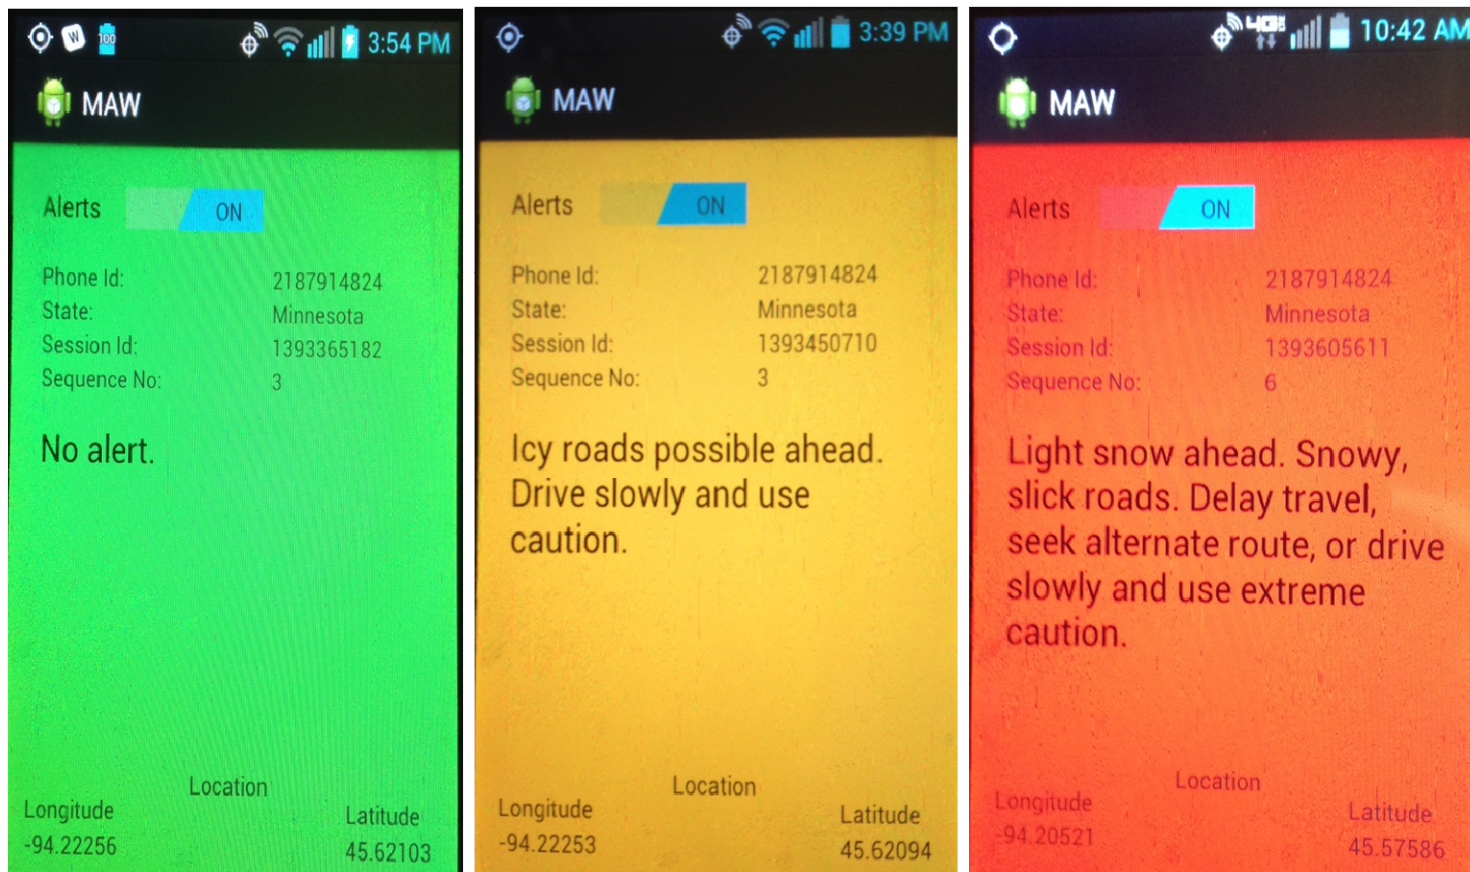 W
100
3:54 PM
MAW
Alerts ON
Phone Id: 2187914824
State: Minnesota
Session Id: 1393365182
Sequence No: 3
No alert.
Location
Longitude Latitude
-94.22256 45.62103
3:39 PM
MAW
Alerts ON
Phone Id: 2187914824
State: Minnesota
Session Id: 1393450710
Sequence No: 3
Icy roads possible ahead.
Drive slowly and use
caution.
Location
Longitude Latitude
-94.22253 45.62094
4G 10:42 AM
MAW
Alerts ON
Phone Id: 2187914824
State: Minnesota
Session Id: 1393605611
Sequence No: 6
Light snow ahead. Snowy,
slick roads. Delay travel,
seek alternate route, or drive
slowly and use extreme
caution.
Location
Longitude Latitude
-94.20521 45.57586